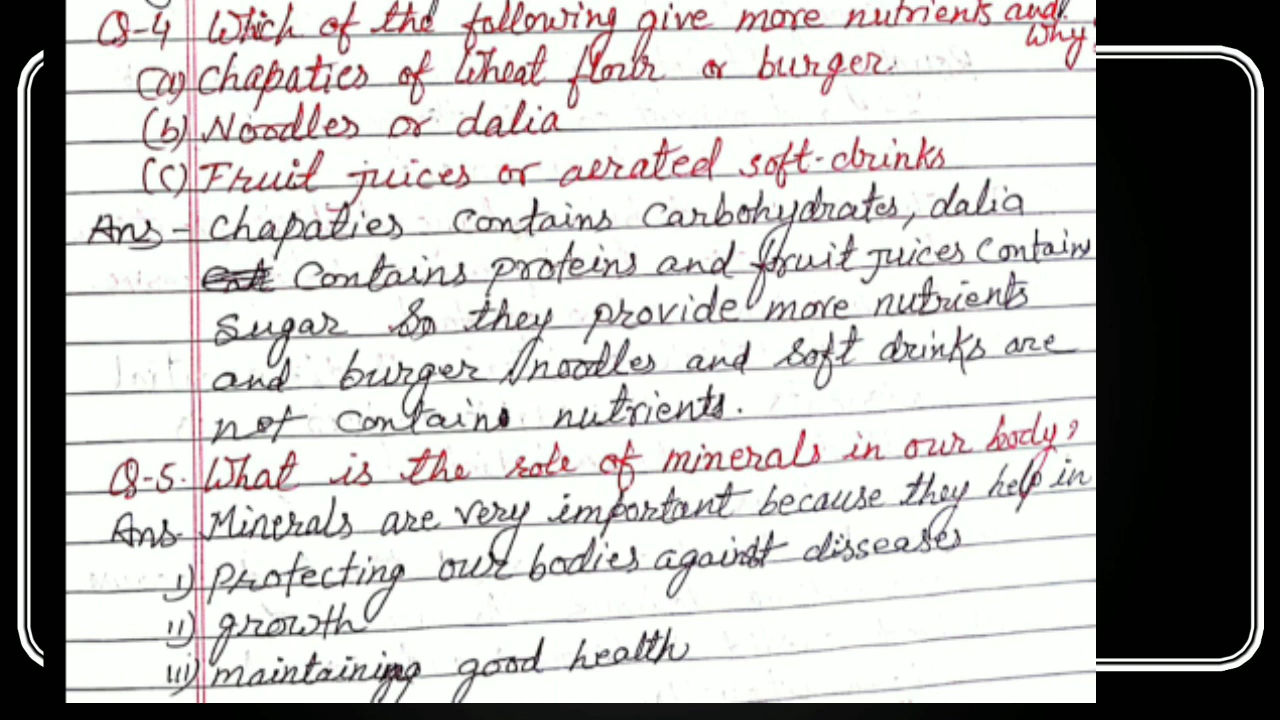 Q-4 Which of the following give more nutrients and why?
(a) Chapaties of Wheat flour or burger.
(b) Noodles or dalia
(c) Fruit juices or aerated soft-drinks
Ans - Chapaties Contains Carbohydrates, dalia
Contains proteins and fruit juices Contains
Sugar So they provide more nutrients
and burger noodles and soft drinks are
not contains nutrients.
Q-5. What is the role of minerals in our body?
Ans. Minerals are very important because they help in
i) Protecting our bodies against disseases
ii) growth
iii) maintaining good health